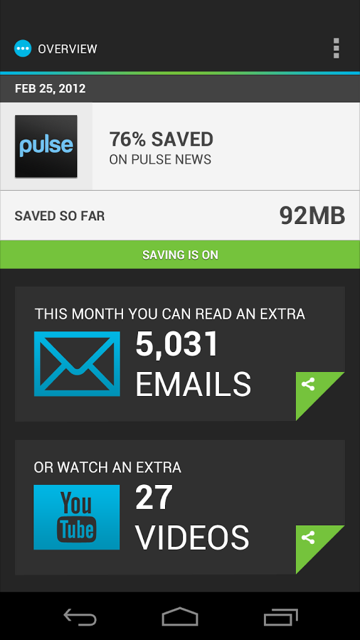 OVERVIEW
FEB 25, 2012
pulse
76% SAVED
ON PULSE NEWS
SAVED SO FAR
92MB
SAVING IS ON
THIS MONTH YOU CAN READ AN EXTRA
5,031
EMAILS
OR WATCH AN EXTRA
You
Tube
27
VIDEOS